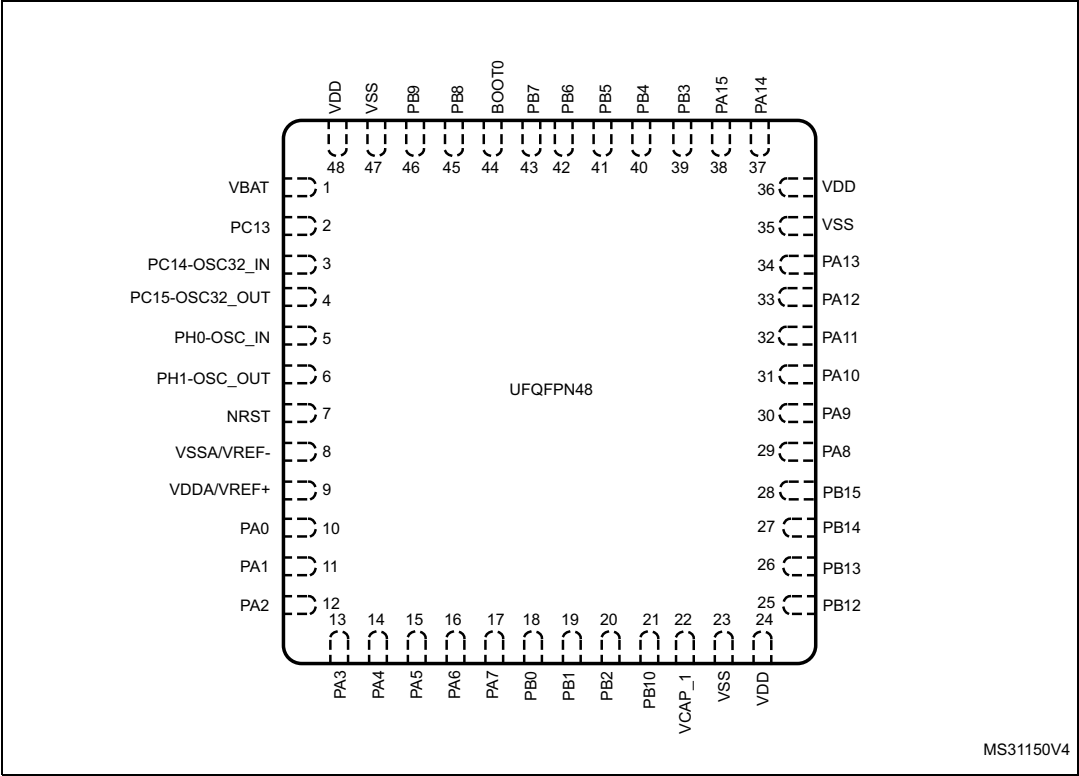 VDD
VSS
PB9
PB8
BOOT0
PB7
PB6
PB5
PB4
PB3
PA15
PA14
48 47 46 45 44 43 42 41 40 39 38 37
VBAT 1 36 VDD
PC13 2 35 VSS
PC14-OSC32_IN 3 34 PA13
PC15-OSC32_OUT 4 33 PA12
PH0-OSC_IN 5 32 PA11
PH1-OSC_OUT 6 31 PA10
UFQFPN48
NRST 7 30 PA9
VSSA/VREF- 8 29 PA8
VDDA/VREF+ 9 28 PB15
PA0 10 27 PB14
PA1 11 26 PB13
PA2 12 25 PB12
13 14 15 16 17 18 19 20 21 22 23 24
PA3
PA4
PA5
PA6
PA7
PB0
PB1
PB2
PB10
VCAP_1
VSS
VDD
MS31150V4